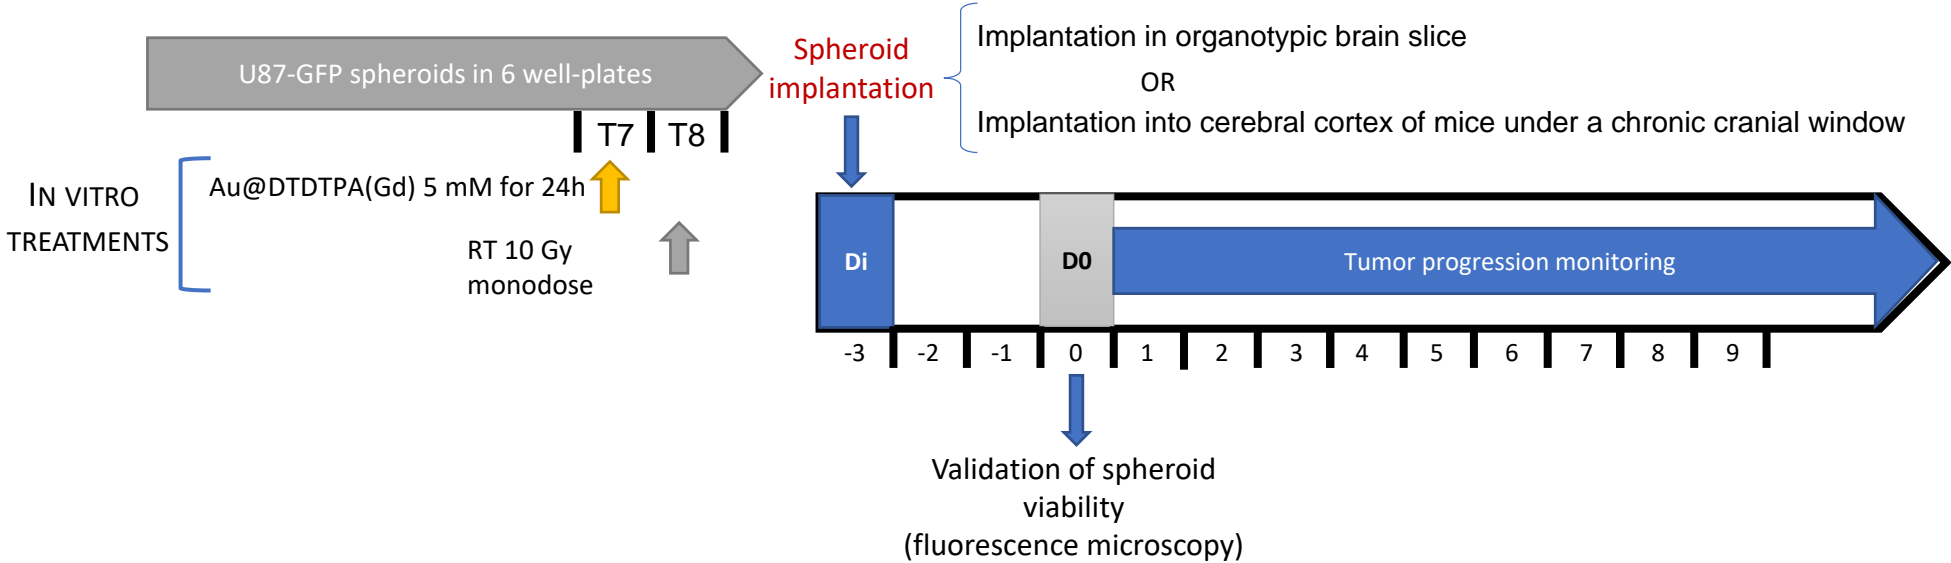 U87-GFP spheroids in 6 well-plates
T7 T8
IN VITRO
TREATMENTS
Au@DTDTPA(Gd) 5 mM for 24h
RT 10 Gy
monodose
Spheroid
implantation
Implantation in organotypic brain slice
OR
Implantation into cerebral cortex of mice under a chronic cranial window
Di
D0
Tumor progression monitoring
-3 -2 -1 0 1 2 3 4 5 6 7 8 9
Validation of spheroid
viability
(fluorescence microscopy)